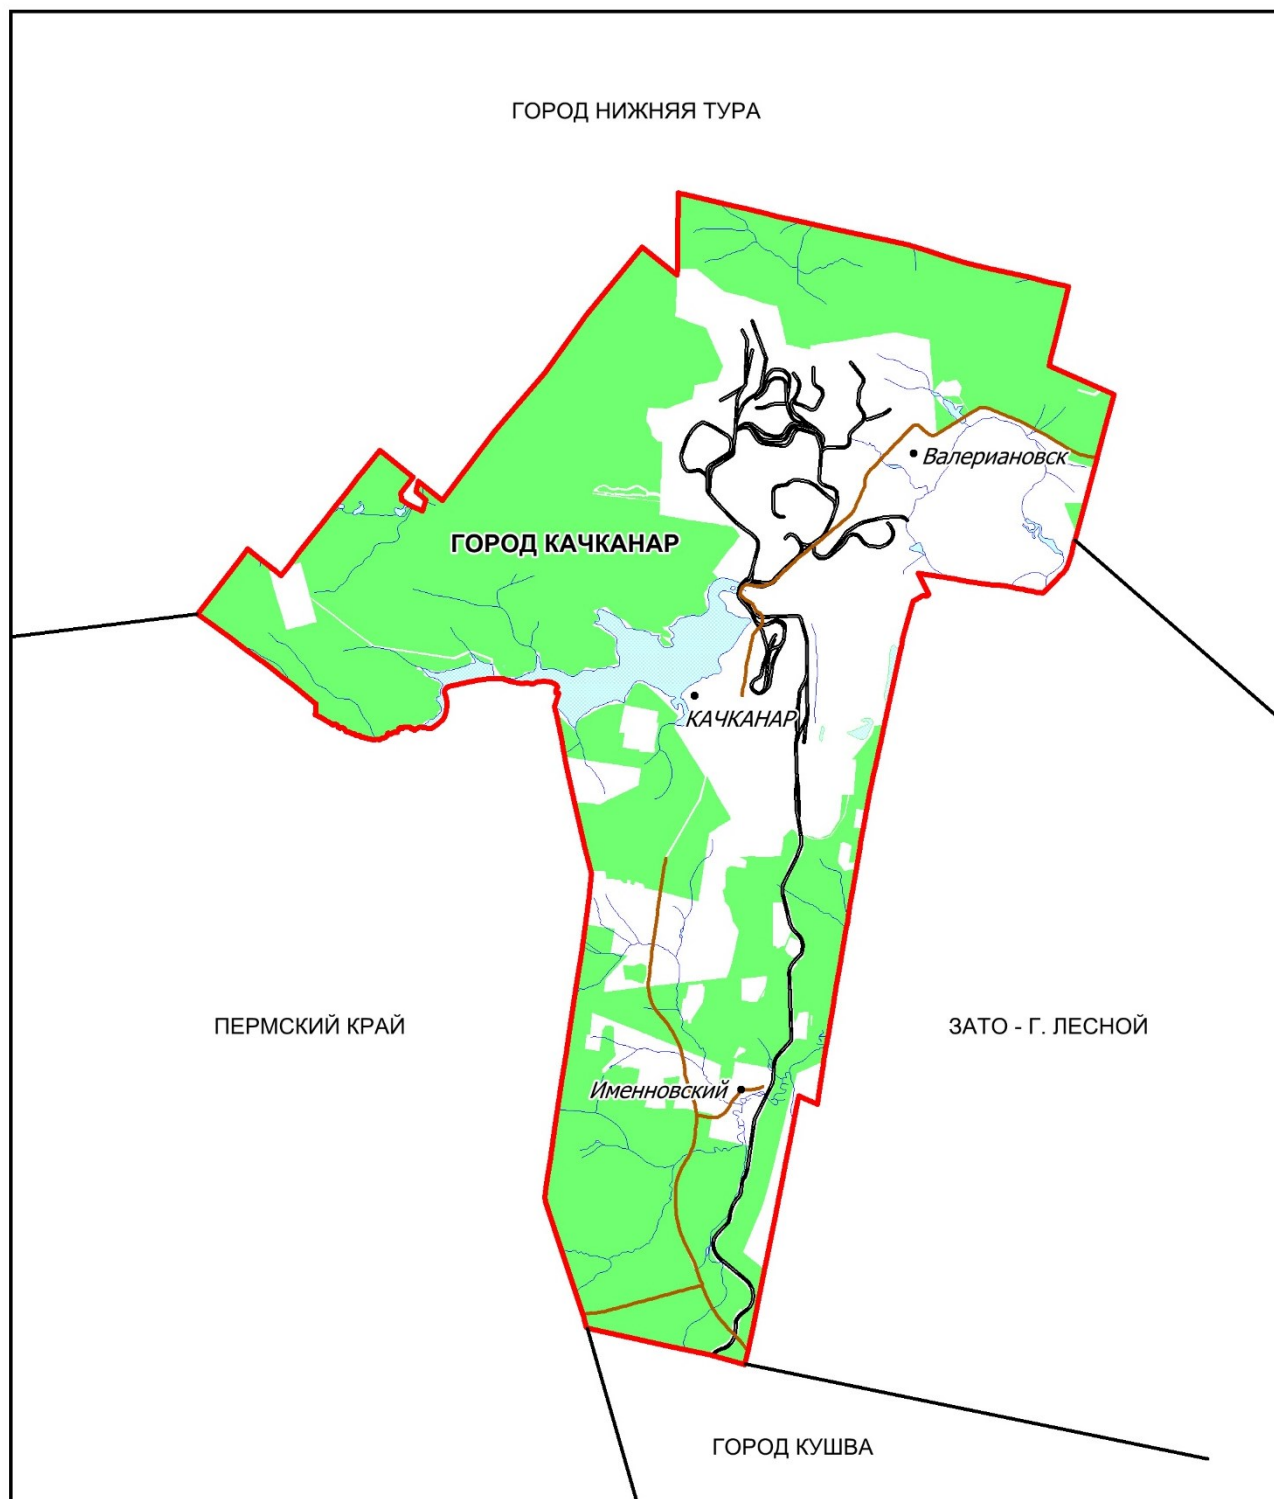 ГОРОД НИЖНЯЯ ТУРА
Валериановск
ГОРОД КАЧКАНАР
КАЧКАНАР
ПЕРМСКИЙ КРАЙ
ЗАТО - Г. ЛЕСНОЙ
Именновский
ГОРОД КУШВА